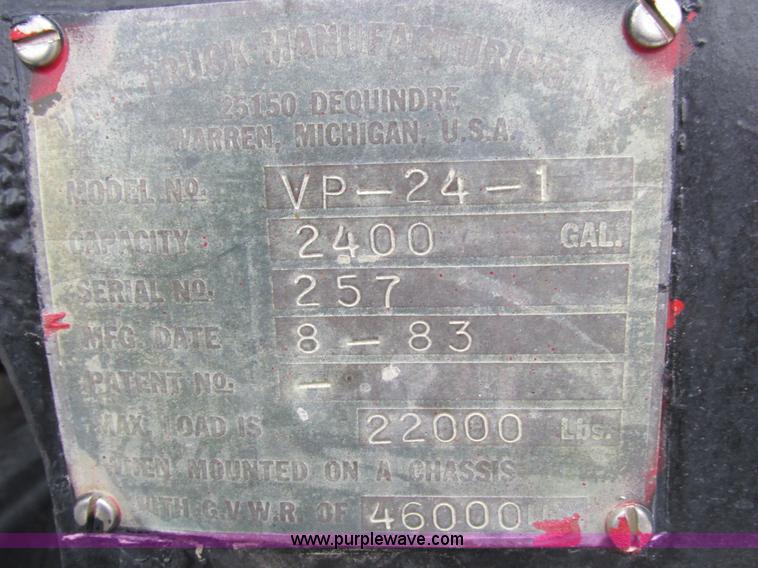 TRUCK MANUFACTURING INC.
25150 DEQUINDRE
WARREN, MICHIGAN, U.S.A.
MODEL NO. VP-24-1
CAPACITY 2400 GAL.
SERIAL NO. 257
MFG. DATE 8-83
PATENT NO. -
MAX. LOAD IS 22000 Lbs.
WHEN MOUNTED ON A CHASSIS
WITH G.V.W.R OF 46000
www.purplewave.com